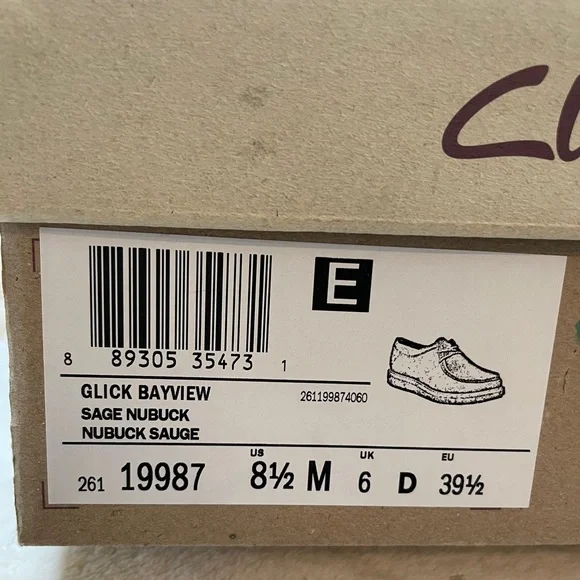 Cl
E
8 89305 35473 1
GLICK BAYVIEW 261199874060
SAGE NUBUCK
NUBUCK SAUGE
US UK EU
261 19987 8½ M 6 D 39½